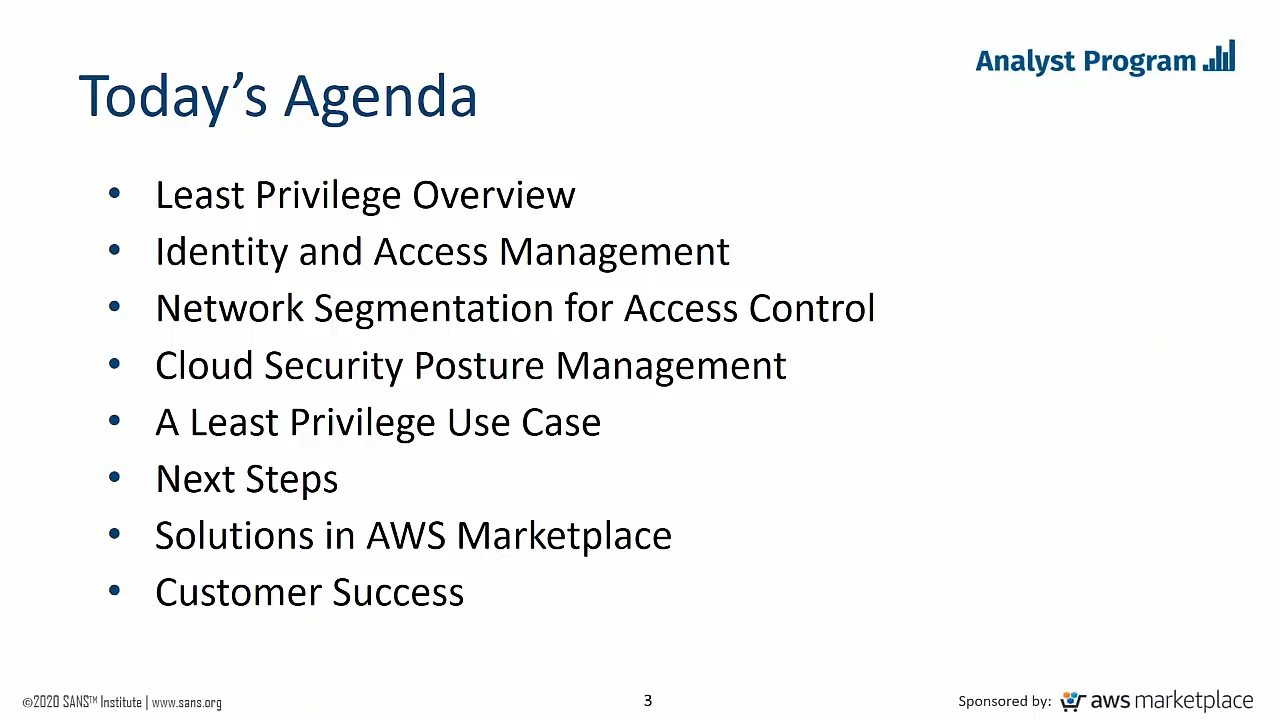 Analyst Program
Today’s Agenda
• Least Privilege Overview
• Identity and Access Management
• Network Segmentation for Access Control
• Cloud Security Posture Management
• A Least Privilege Use Case
• Next Steps
• Solutions in AWS Marketplace
• Customer Success
©2020 SANS™ Institute | www.sans.org
3
Sponsored by: aws marketplace